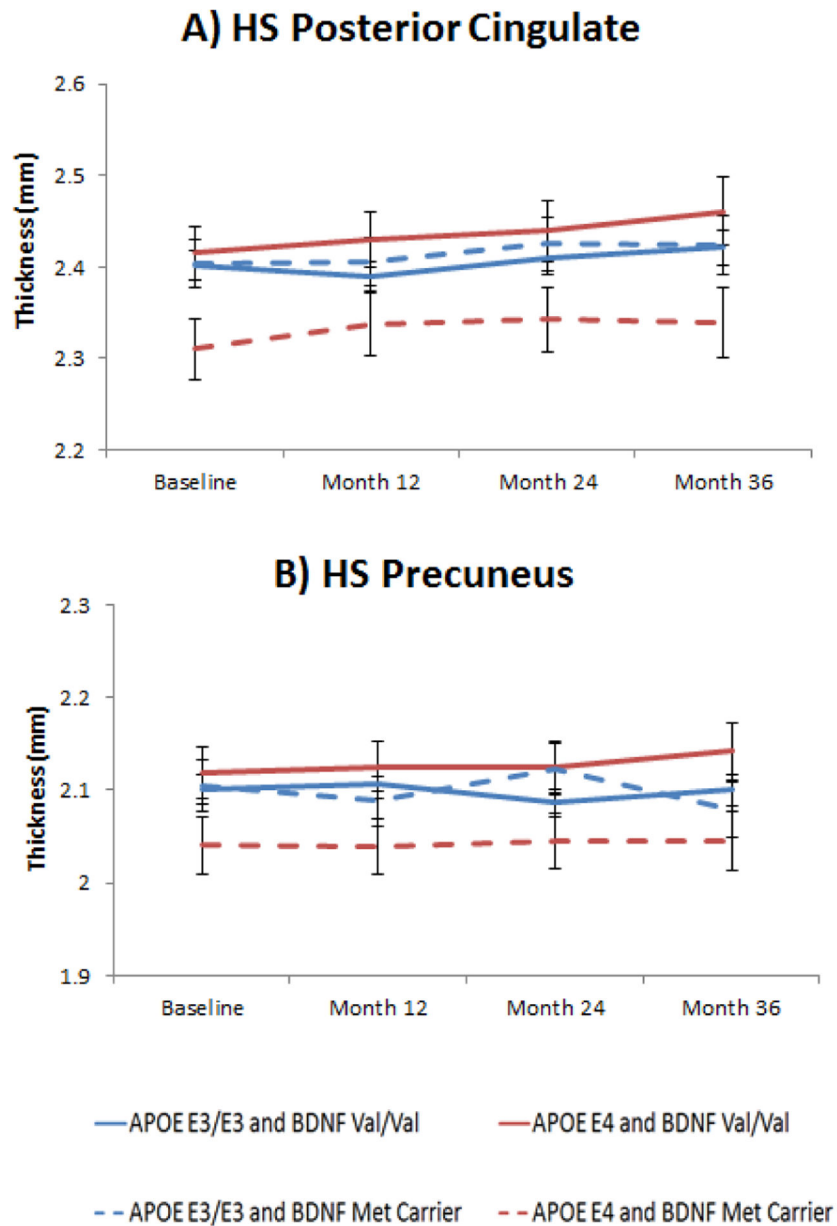 A) HS Posterior Cingulate
2.6
2.5
2.4
2.3
2.2
Thickness (mm)
Baseline Month 12 Month 24 Month 36
B) HS Precuneus
2.3
2.2
2.1
2
1.9
Thickness (mm)
Baseline Month 12 Month 24 Month 36
APOE E3/E3 and BDNF Val/Val APOE E4 and BDNF Val/Val
APOE E3/E3 and BDNF Met Carrier APOE E4 and BDNF Met Carrier